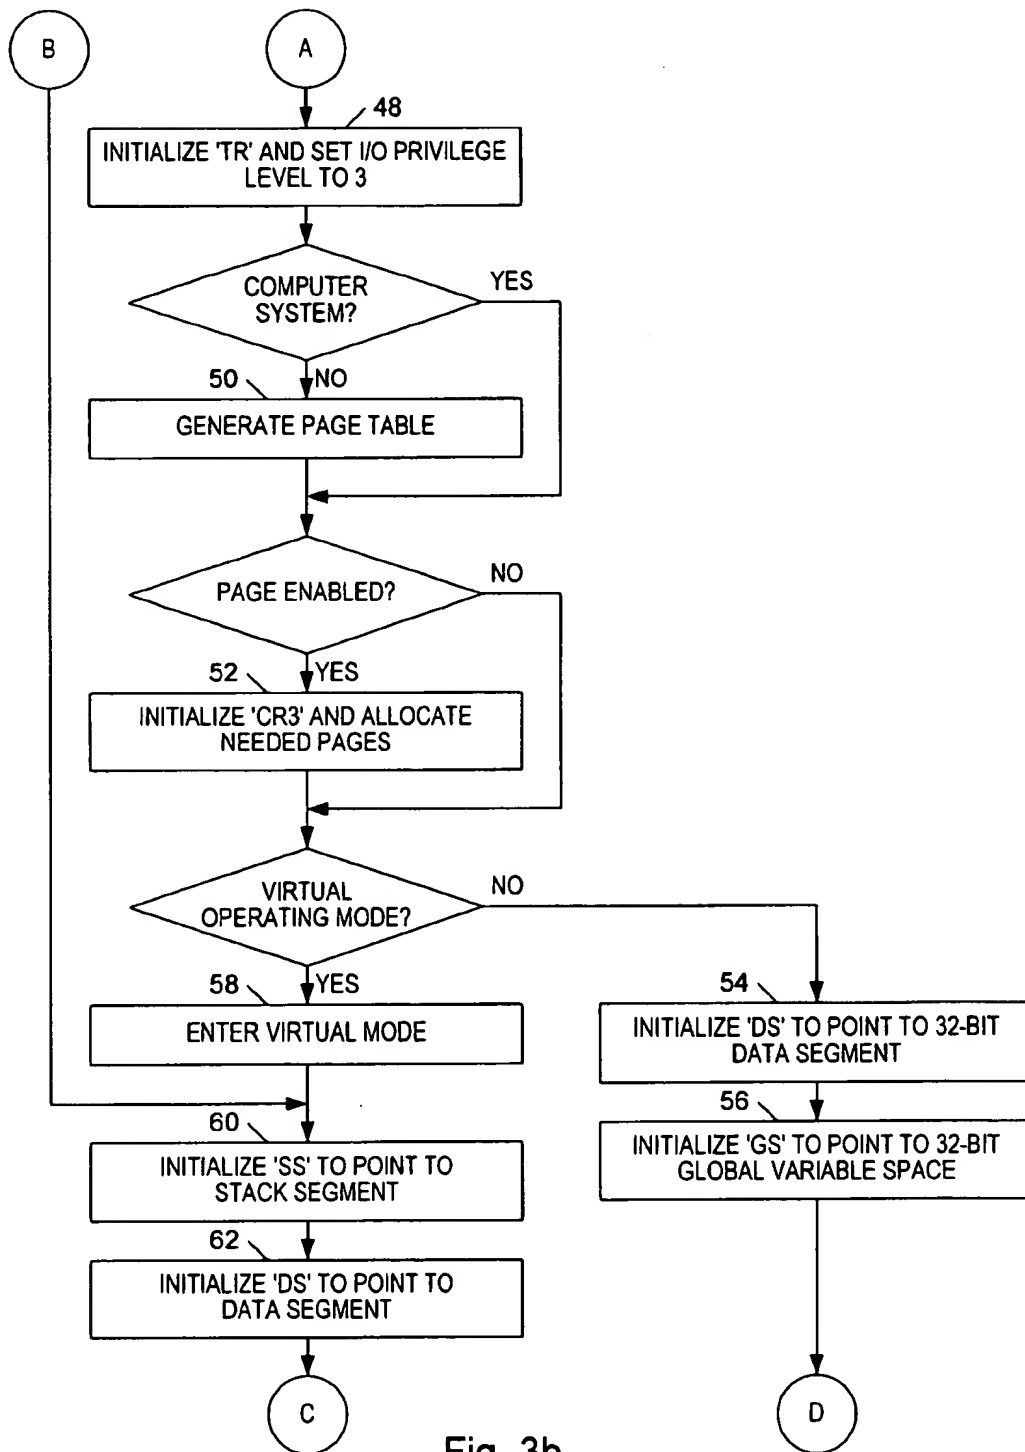 B
A
48
INITIALIZE 'TR' AND SET I/O PRIVILEGE
LEVEL TO 3
COMPUTER
SYSTEM?
YES
NO
50
GENERATE PAGE TABLE
PAGE ENABLED?
NO
YES
52
INITIALIZE 'CR3' AND ALLOCATE
NEEDED PAGES
VIRTUAL
OPERATING MODE?
NO
YES
58
ENTER VIRTUAL MODE
54
INITIALIZE 'DS' TO POINT TO 32-BIT
DATA SEGMENT
56
INITIALIZE 'GS' TO POINT TO 32-BIT
GLOBAL VARIABLE SPACE
60
INITIALIZE 'SS' TO POINT TO
STACK SEGMENT
62
INITIALIZE 'DS' TO POINT TO
DATA SEGMENT
C
D
Fig. 3b